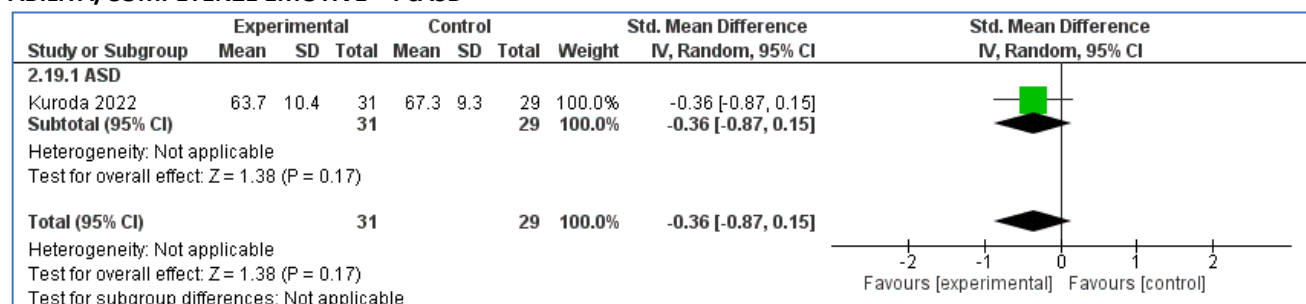 Experimental Control Std. Mean Difference Std. Mean Difference
Study or Subgroup Mean SD Total Mean SD Total Weight IV, Random, 95% CI IV, Random, 95% CI
2.19.1 ASD
Kuroda 2022 63.7 10.4 31 67.3 9.3 29 100.0% -0.36 [-0.87, 0.15]
Subtotal (95% CI) 31 29 100.0% -0.36 [-0.87, 0.15]
Heterogeneity: Not applicable
Test for overall effect: Z = 1.38 (P = 0.17)
Total (95% CI) 31 29 100.0% -0.36 [-0.87, 0.15]
Heterogeneity: Not applicable
Test for overall effect: Z = 1.38 (P = 0.17)
Test for subgroup differences: Not applicable
-2 -1 0 1 2
Favours [experimental] Favours [control]